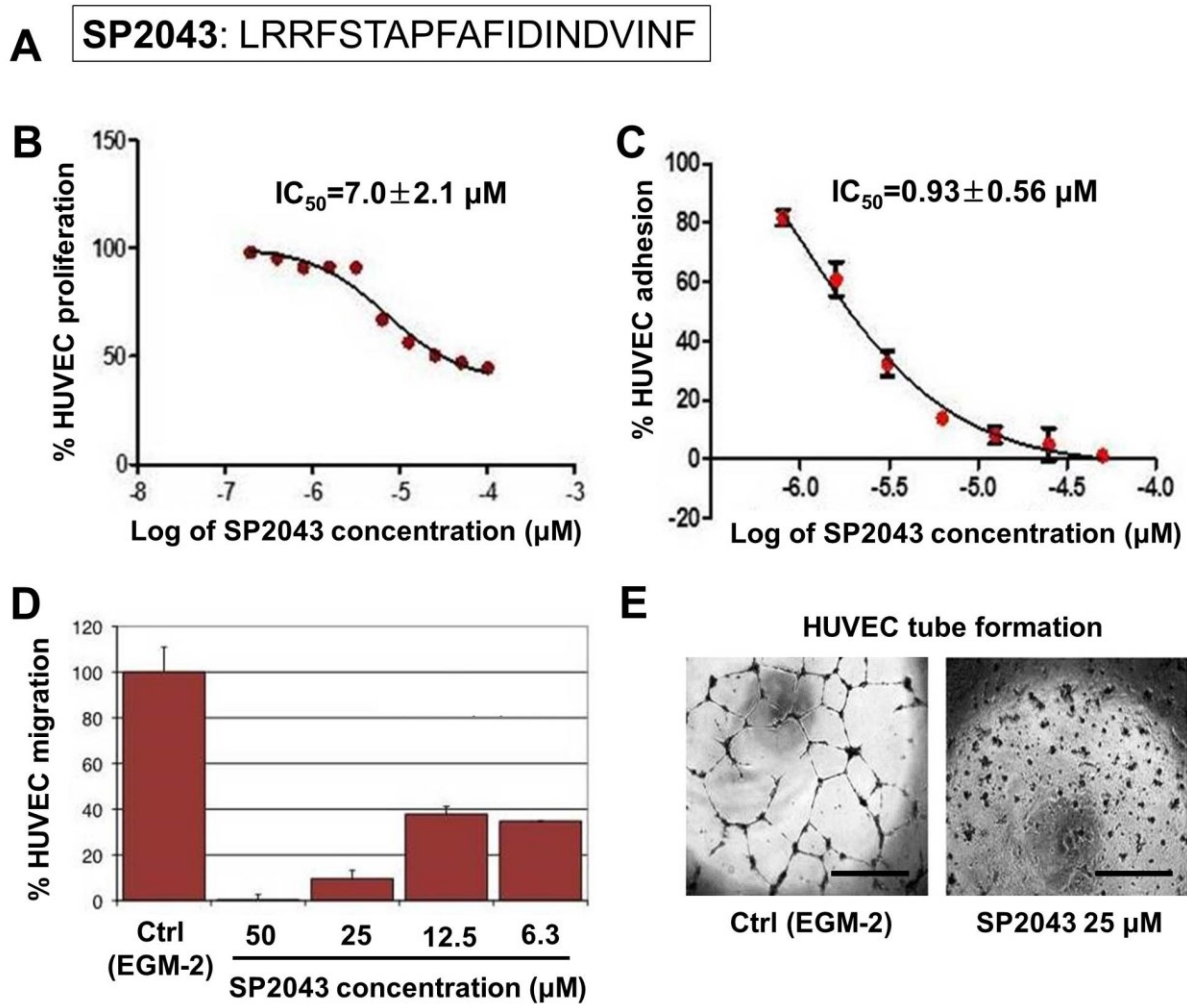 A
SP2043: LRRFSTAPFAFIDINDVINF
B
% HUVEC proliferation
150
100
50
0
IC50=7.0±2.1 µM
-8 -7 -6 -5 -4 -3
Log of SP2043 concentration (µM)
C
% HUVEC adhesion
100
80
60
40
20
0
-20
IC50=0.93±0.56 µM
-6.0 -5.5 -5.0 -4.5 -4.0
Log of SP2043 concentration (µM)
D
% HUVEC migration
120
100
80
60
40
20
0
Ctrl
(EGM-2)
50 25 12.5 6.3
SP2043 concentration (µM)
E
HUVEC tube formation
Ctrl (EGM-2) SP2043 25 µM